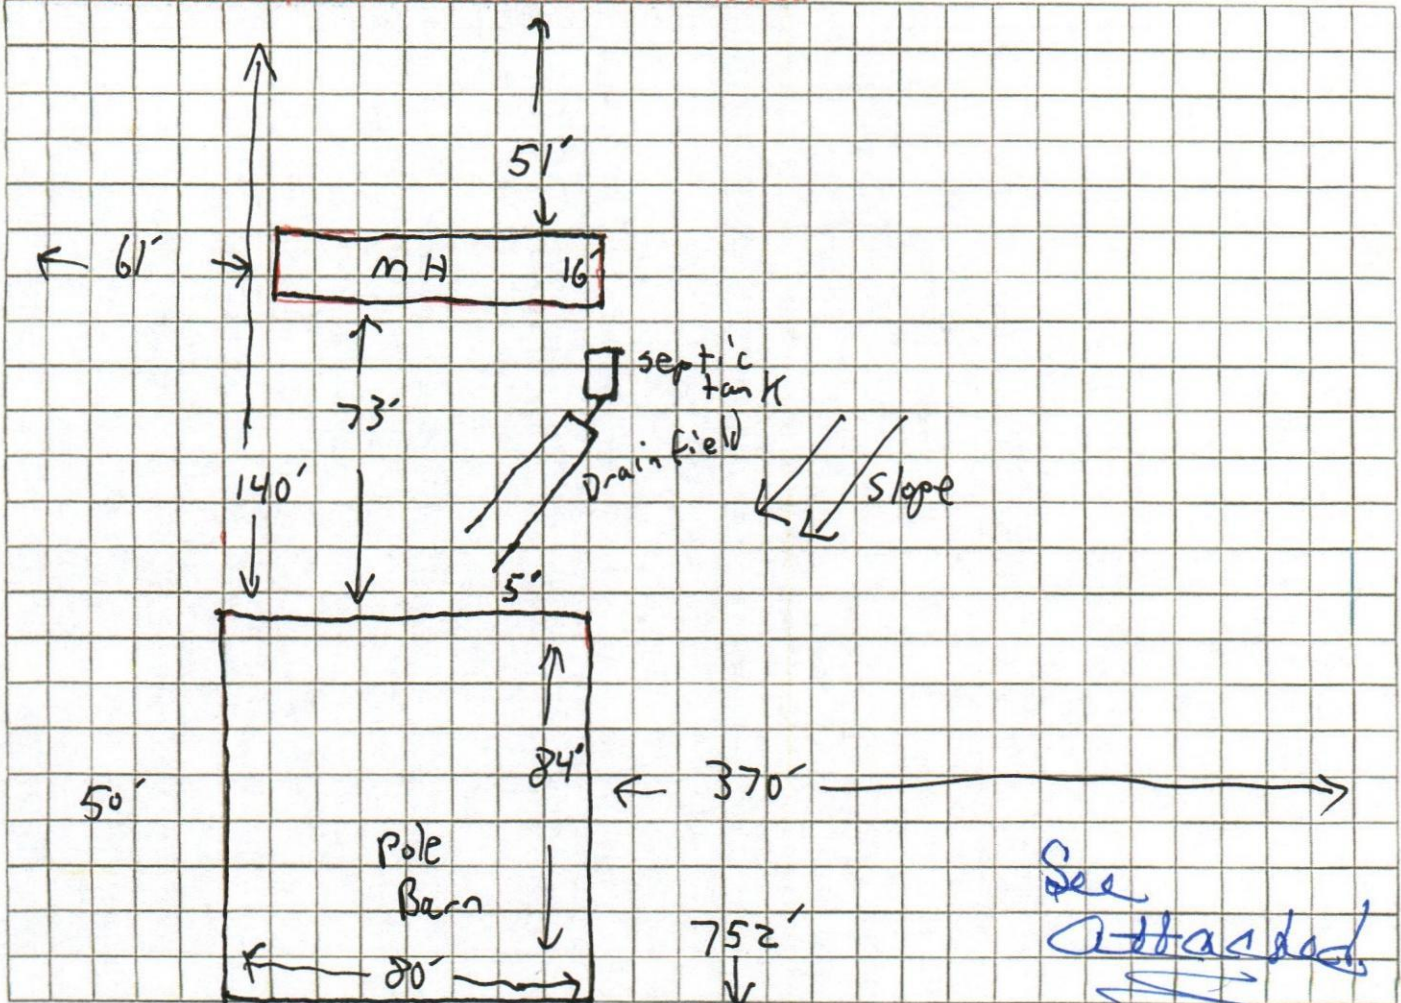 51'
61'
MH
16'
septic
tank
73'
Drainfield
140'
Slope
5'
84'
370'
50'
Pole
Barn
See
attached
752'
80'